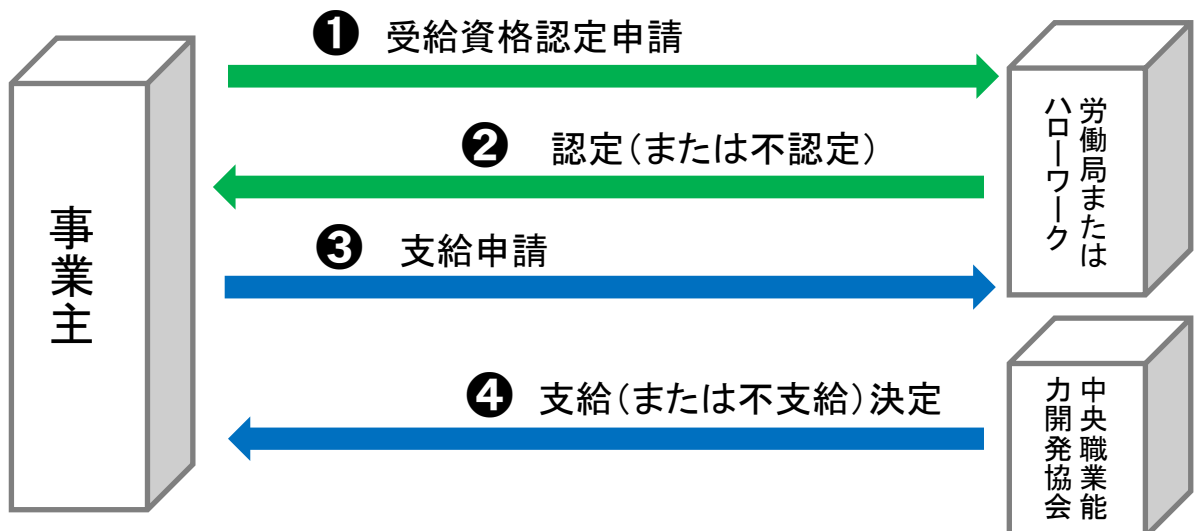 ❶ 受給資格認定申請
❷ 認定(または不認定)
❸ 支給申請
❹ 支給(または不支給)決定
事業主
労働局または
ハローワーク
中央職業能
力開発協会